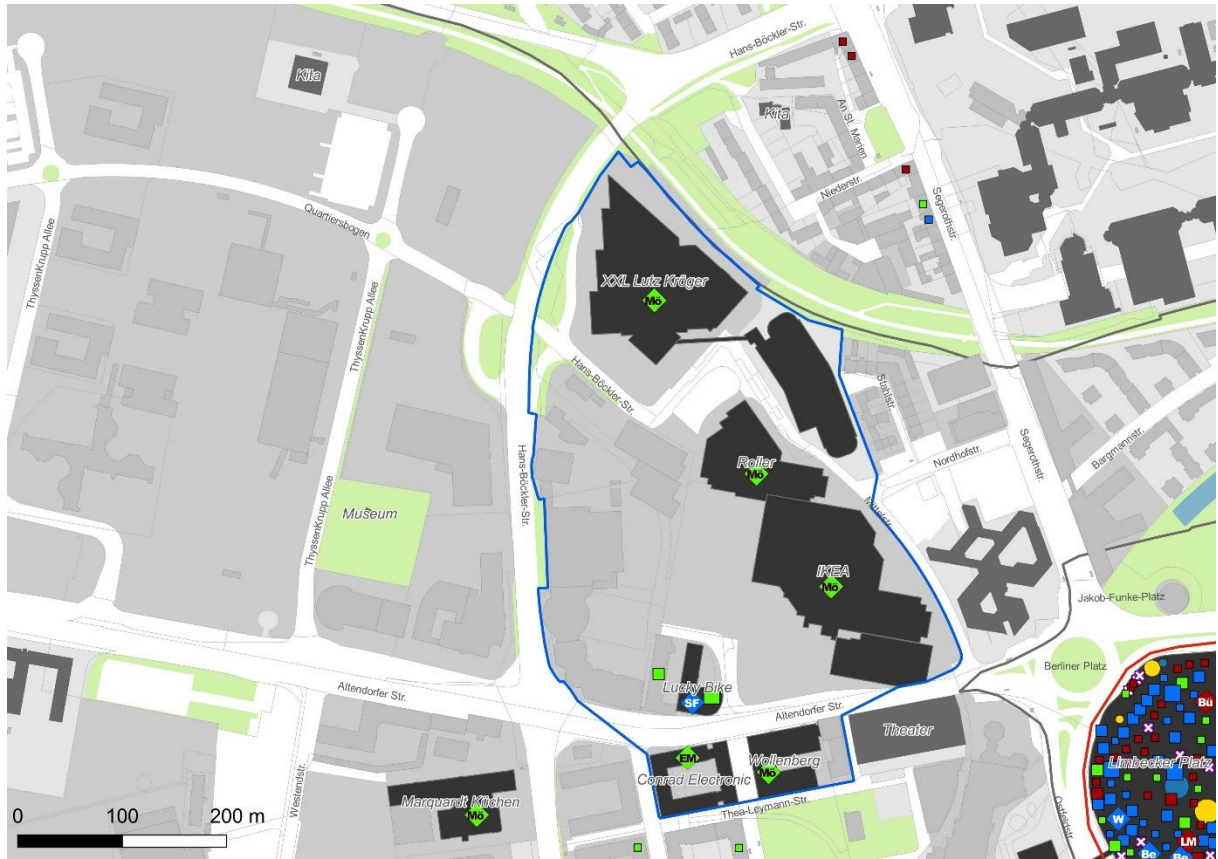 Hans-Böckler-Str.
Kita
Kita
An St. Marien
Niederstr.
Segerothstr.
Quartiersbogen
ThyssenKrupp Allee
ThyssenKrupp Allee
XXL Lutz Kröger
Mö
Hans-Böckler-Str.
Stahlstr.
Segerothstr.
Bargmannstr.
Nordhofstr.
Roller
Mö
Hans-Böckler-Str.
Museum
ThyssenKrupp Allee
IKEA
Mö
Jakob-Funke-Platz
Berliner Platz
Altendorfer Str.
Lucky Bike
SF
Altendorfer Str.
Theater
Bü
Limbecker Platz
EM
Conrad Electronic
Wollenberg
Mö
Westendstr.
Marquardt Küchen
Mö
Thea-Leymann-Str.
Ostfeldstr.
W
LM
Be
0 100 200 m